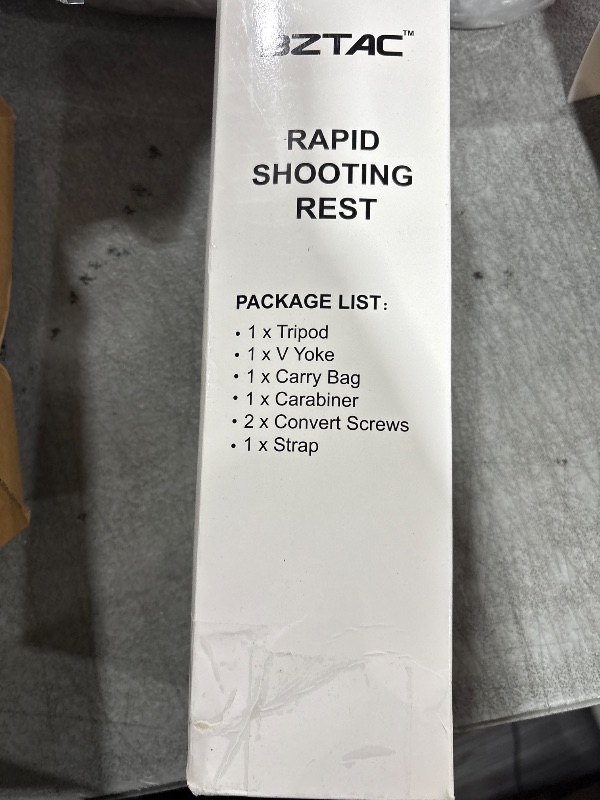 BZTAC™
RAPID
SHOOTING
REST
PACKAGE LIST:
• 1 x Tripod
• 1 x V Yoke
• 1 x Carry Bag
• 1 x Carabiner
• 2 x Convert Screws
• 1 x Strap